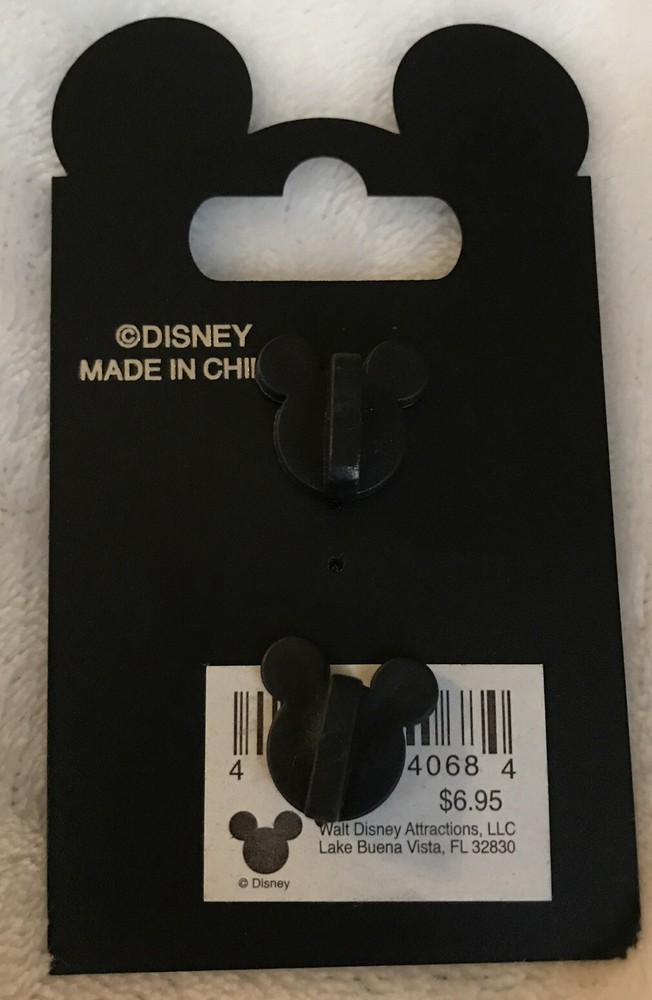 ©DISNEY
MADE IN CHI
4 4068 4
$6.95
Walt Disney Attractions, LLC
Lake Buena Vista, FL 32830
© Disney